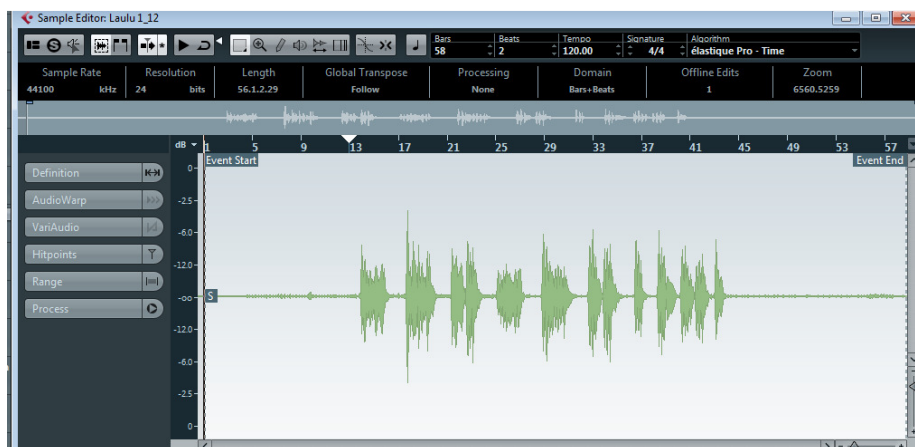 Sample Editor: Laulu 1_12
Bars Beats Tempo Signature Algorithm
58 2 120.00 4/4 élastique Pro - Time
Sample Rate Resolution Length Global Transpose Processing Domain Offline Edits Zoom
44100 kHz 24 bits 56.1.2.29 Follow None Bars+Beats 1 6560.5259
dB 1 5 9 13 17 21 25 29 33 37 41 45 49 53 57
Event Start Event End
0
Definition
-2.5
AudioWarp
VariAudio
-6.0
Hitpoints
-12.0
Range
-oo S
Process
-12.0
-6.0
-2.5
0